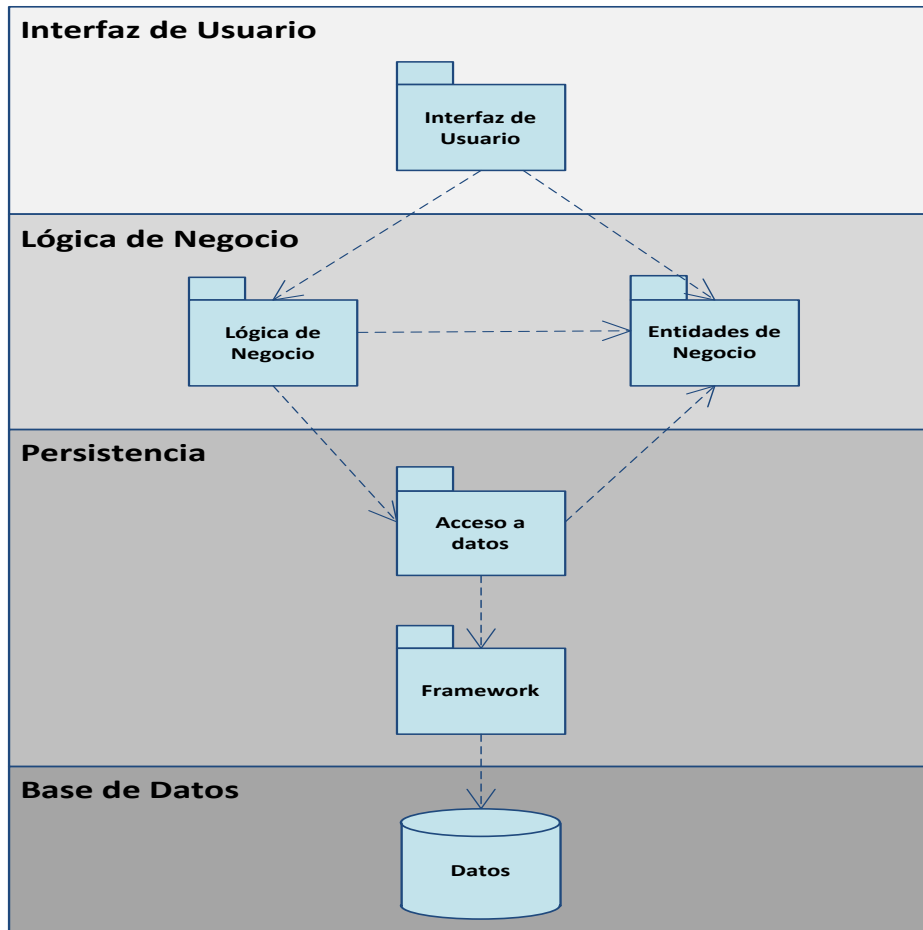 Interfaz de Usuario
Interfaz de
Usuario
Lógica de Negocio
Lógica de
Negocio
Entidades de
Negocio
Persistencia
Acceso a
datos
Framework
Base de Datos
Datos